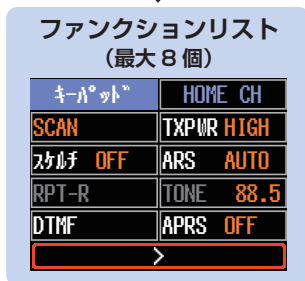 ファンクションリスト
（最大 8 個）
ｷｰﾊﾟｯﾄﾞ HOME CH
SCAN TXPWR HIGH
ｽｹﾙﾁ OFF ARS AUTO
RPT-R TONE 88.5
DTMF APRS OFF
>